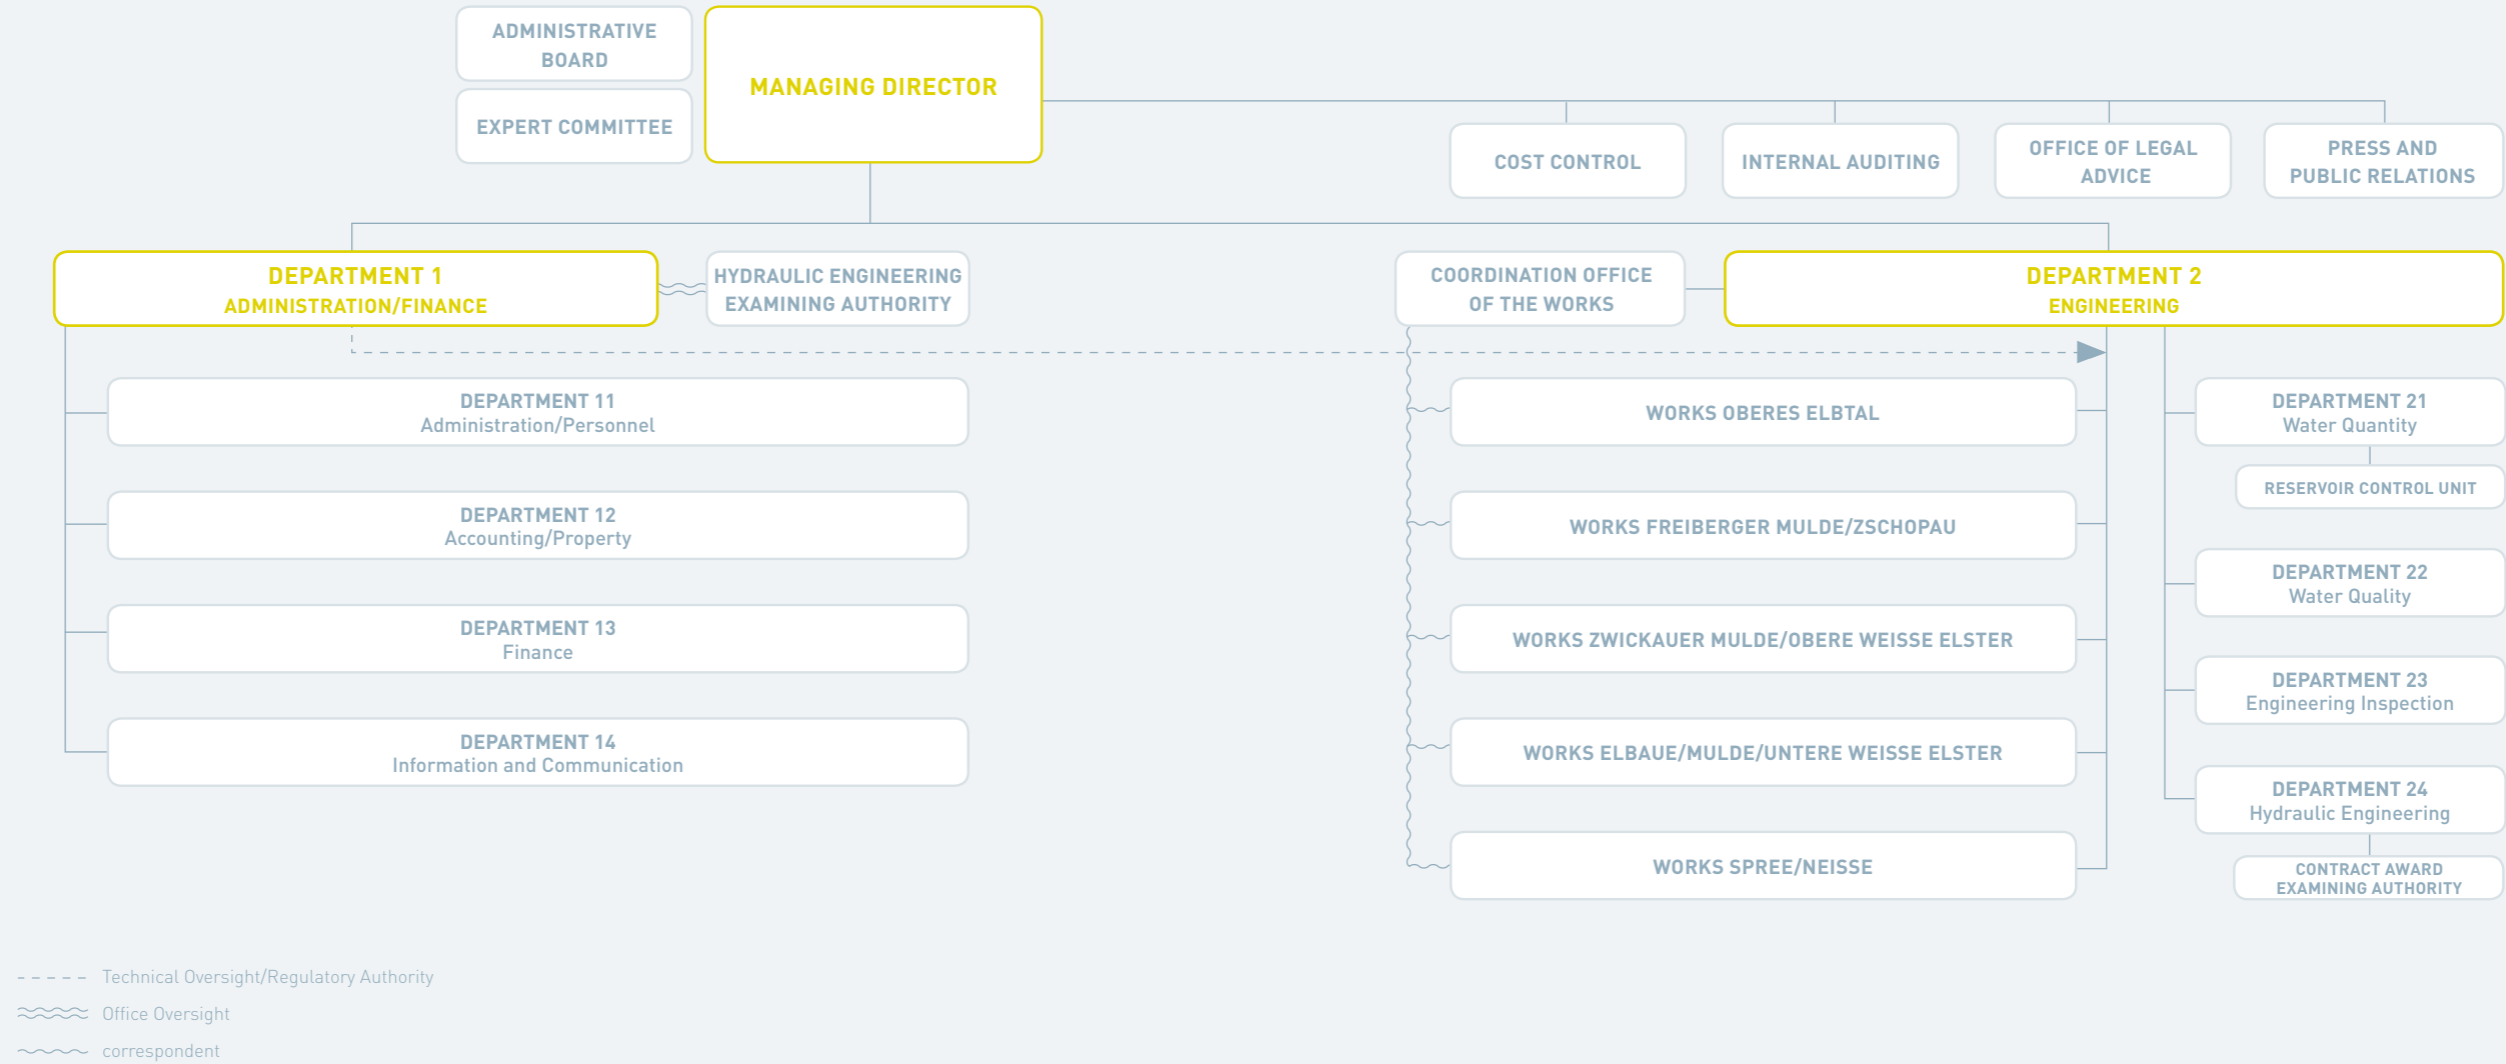 ADMINISTRATIVE
BOARD
EXPERT COMMITTEE
MANAGING DIRECTOR
COST CONTROL
INTERNAL AUDITING
OFFICE OF LEGAL
ADVICE
PRESS AND
PUBLIC RELATIONS
DEPARTMENT 1
ADMINISTRATION/FINANCE
HYDRAULIC ENGINEERING
EXAMINING AUTHORITY
COORDINATION OFFICE
OF THE WORKS
DEPARTMENT 2
ENGINEERING
DEPARTMENT 11
Administration/Personnel
DEPARTMENT 12
Accounting/Property
DEPARTMENT 13
Finance
DEPARTMENT 14
Information and Communication
WORKS OBERES ELBTAL
WORKS FREIBERGER MULDE/ZSCHOPAU
WORKS ZWICKAUER MULDE/OBERE WEISSE ELSTER
WORKS ELBAUE/MULDE/UNTERE WEISSE ELSTER
WORKS SPREE/NEISSE
DEPARTMENT 21
Water Quantity
RESERVOIR CONTROL UNIT
DEPARTMENT 22
Water Quality
DEPARTMENT 23
Engineering Inspection
DEPARTMENT 24
Hydraulic Engineering
CONTRACT AWARD
EXAMINING AUTHORITY
Technical Oversight/Regulatory Authority
Office Oversight
correspondent